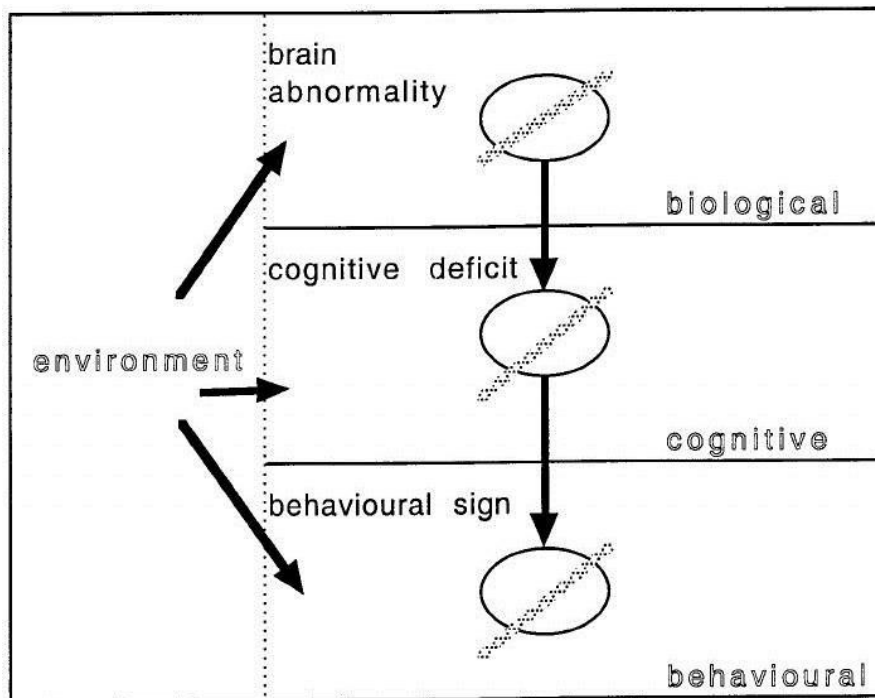 brain
abnormality
biological
cognitive deficit
environment
cognitive
behavioural sign
behavioural